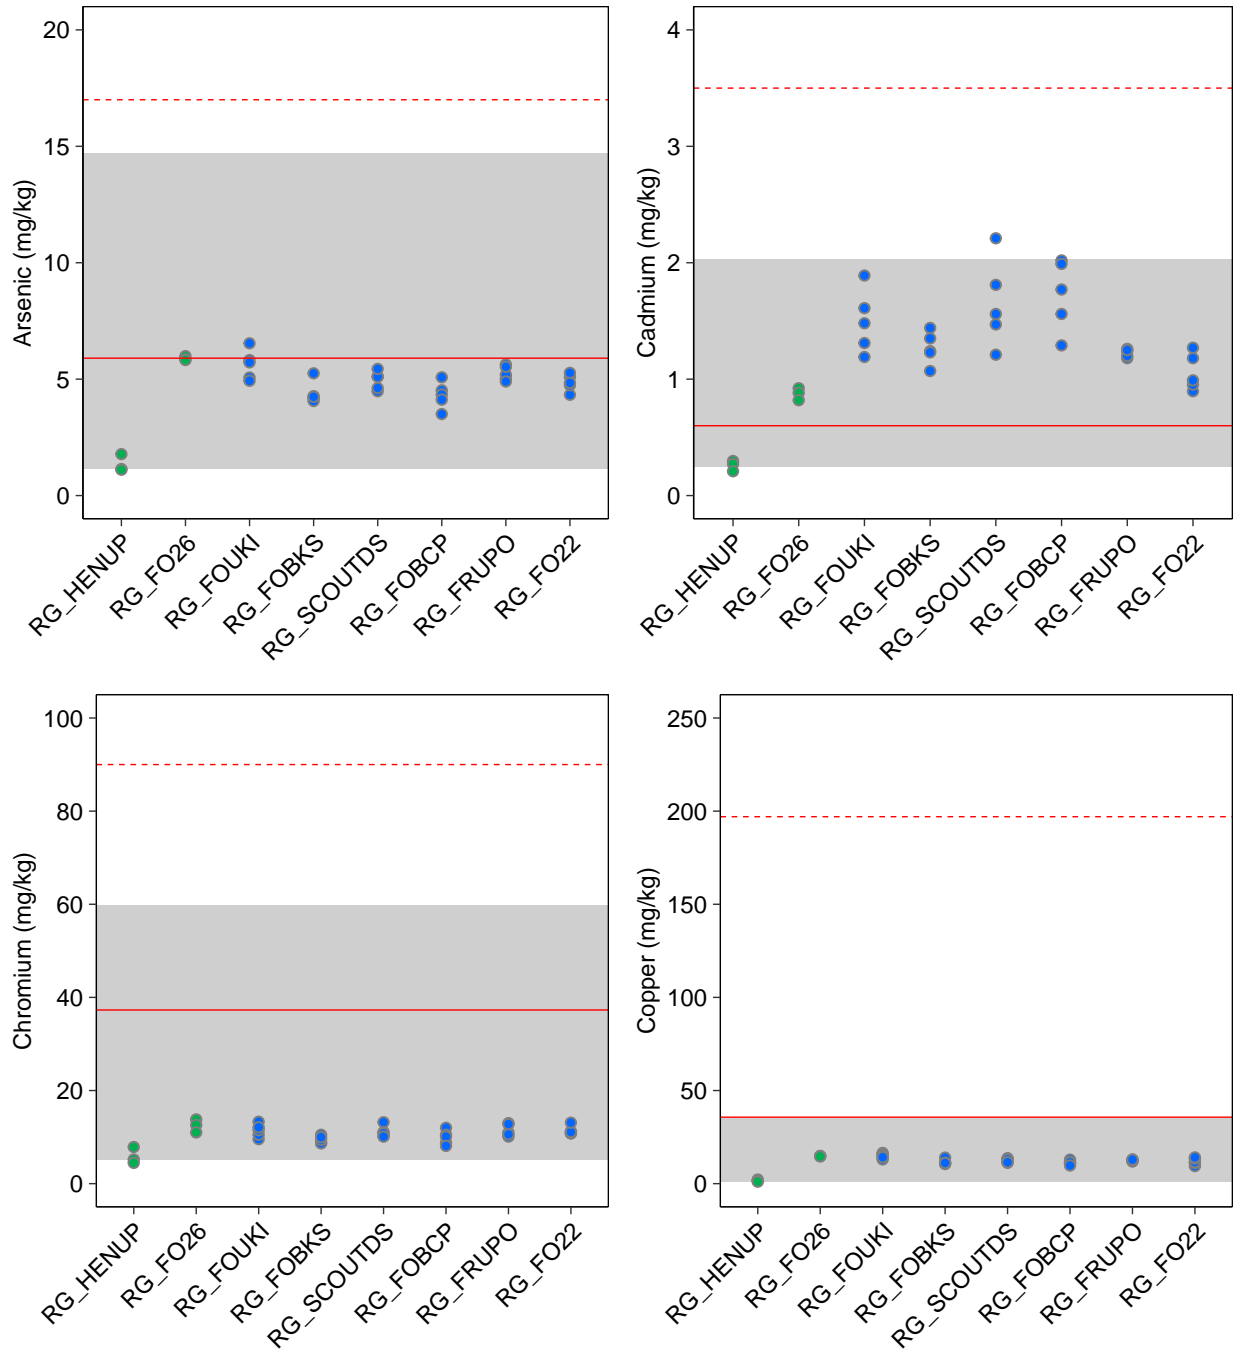 Arsenic (mg/kg)
20
15
10
5
0
RG_HENUP
RG_FO26
RG_FOUKI
RG_FOBKS
RG_SCOUTDS
RG_FOBCP
RG_FRUPO
RG_FO22
Cadmium (mg/kg)
4
3
2
1
0
RG_HENUP
RG_FO26
RG_FOUKI
RG_FOBKS
RG_SCOUTDS
RG_FOBCP
RG_FRUPO
RG_FO22
Chromium (mg/kg)
100
80
60
40
20
0
RG_HENUP
RG_FO26
RG_FOUKI
RG_FOBKS
RG_SCOUTDS
RG_FOBCP
RG_FRUPO
RG_FO22
Copper (mg/kg)
250
200
150
100
50
0
RG_HENUP
RG_FO26
RG_FOUKI
RG_FOBKS
RG_SCOUTDS
RG_FOBCP
RG_FRUPO
RG_FO22